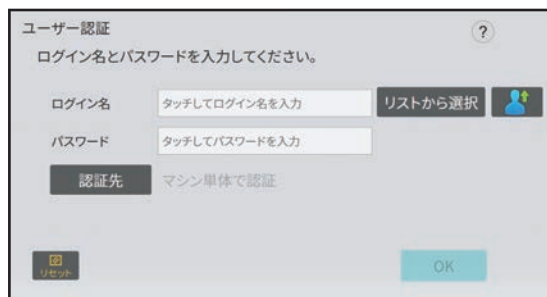 ユーザー認証
?
ログイン名とパスワードを入力してください。
ログイン名 タッチしてログイン名を入力 リストから選択
パスワード タッチしてパスワードを入力
認証先 マシン単体で認証
リセット OK